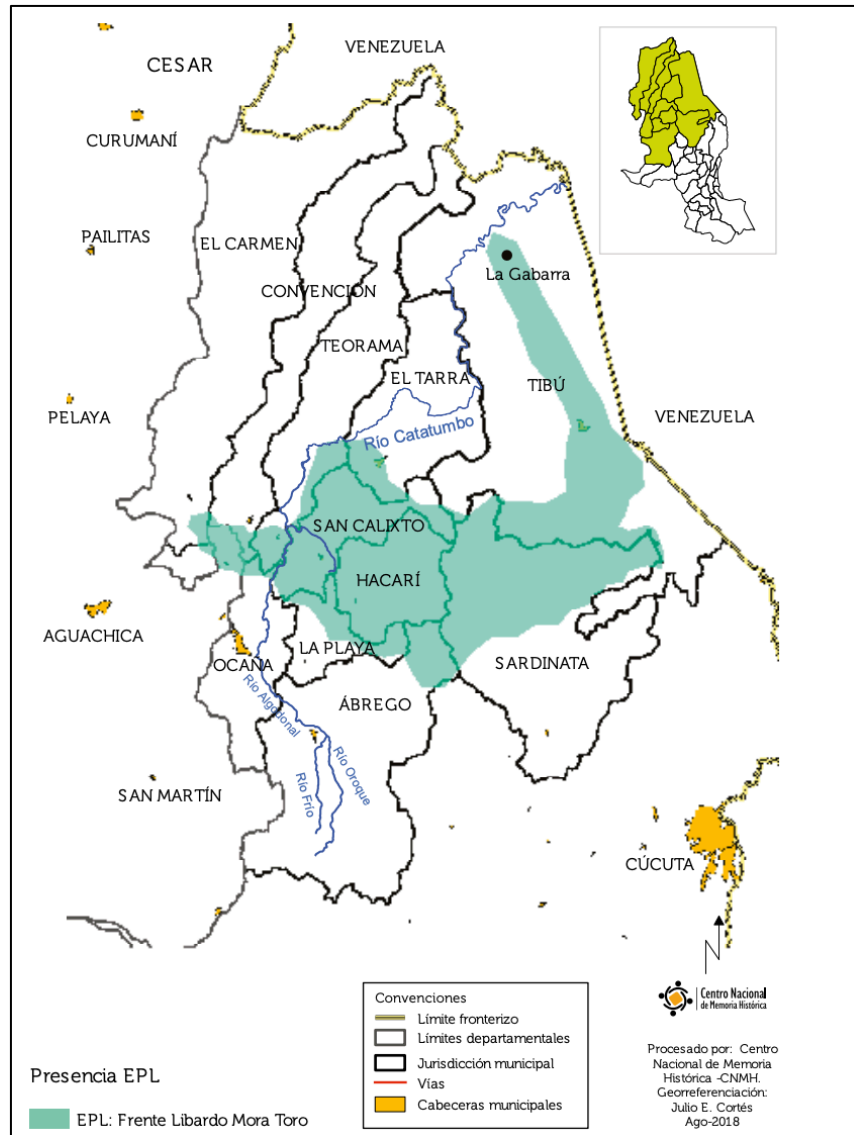 VENEZUELA
CESAR
CURUMANÍ
PAILITAS
EL CARMEN
La Gabarra
CONVENCIÓN
TEORAMA
EL TARRA
TIBÚ
PELAYA
VENEZUELA
Río Catatumbo
SAN CALIXTO
HACARÍ
AGUACHICA
LA PLAYA
OCAÑA
SARDINATA
Río Algodonal
ÁBREGO
Río Oroque
Río Frío
SAN MARTÍN
CÚCUTA
N
Centro Nacional
de Memoria Histórica
Convenciones
Límite fronterizo
Límites departamentales
Jurisdicción municipal
Vías
Cabeceras municipales
Procesado por: Centro
Nacional de Memoria
Histórica -CNMH.
Georreferenciación:
Julio E. Cortés
Ago-2018
Presencia EPL
EPL: Frente Libardo Mora Toro